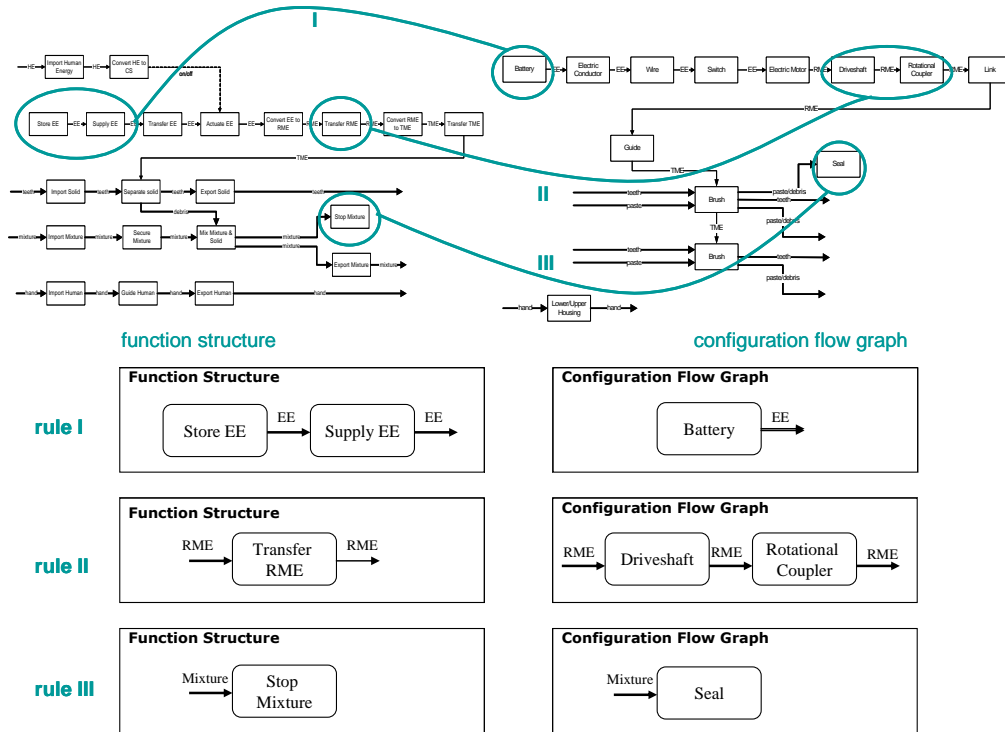 I
HE
Import Human
Energy
HE
Convert HE to
CS
on/off
Store EE
EE
Supply EE
EE
Transfer EE
EE
Actuate EE
EE
Convert EE to
RME
RME
Transfer RME
RME
Convert RME
to TME
TME
Transfer TME
TME
teeth
Import Solid
teeth
Separate solid
teeth
Export Solid
teeth
debris
mixture
Import Mixture
mixture
Secure
Mixture
mixture
Mix Mixture &
Solid
mixture
mixture
Stop Mixture
Export Mixture
mixture
hand
Import Human
hand
Guide Human
hand
Export Human
hand
Battery
EE
Electric
Conductor
EE
Wire
EE
Switch
EE
Electric Motor
RME
Driveshaft
RME
Rotational
Coupler
RME
Link
RME
Guide
TME
II
teeth
paste
Brush
paste/debris
teeth
paste/debris
Seal
TME
III
teeth
paste
Brush
teeth
paste/debris
hand
Lower/Upper
Housing
hand
function structure
configuration flow graph
rule I
Function Structure
Store EE
EE
Supply EE
EE
Configuration Flow Graph
Battery
EE
rule II
Function Structure
RME
Transfer
RME
RME
Configuration Flow Graph
RME
Driveshaft
RME
Rotational
Coupler
RME
rule III
Function Structure
Mixture
Stop
Mixture
Configuration Flow Graph
Mixture
Seal